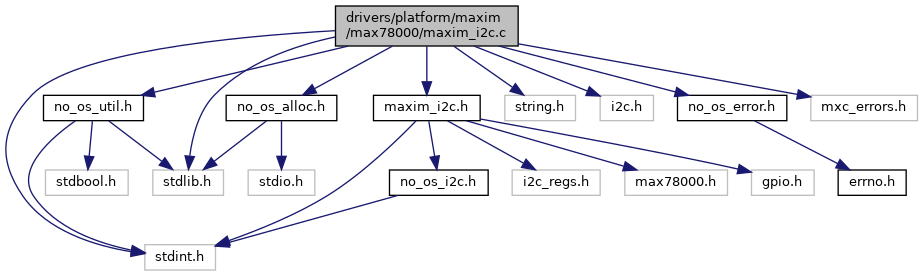 drivers/platform/maxim
/max78000/maxim_i2c.c
no_os_util.h
no_os_alloc.h
maxim_i2c.h
string.h
i2c.h
no_os_error.h
mxc_errors.h
stdbool.h
stdlib.h
stdio.h
no_os_i2c.h
i2c_regs.h
max78000.h
gpio.h
errno.h
stdint.h